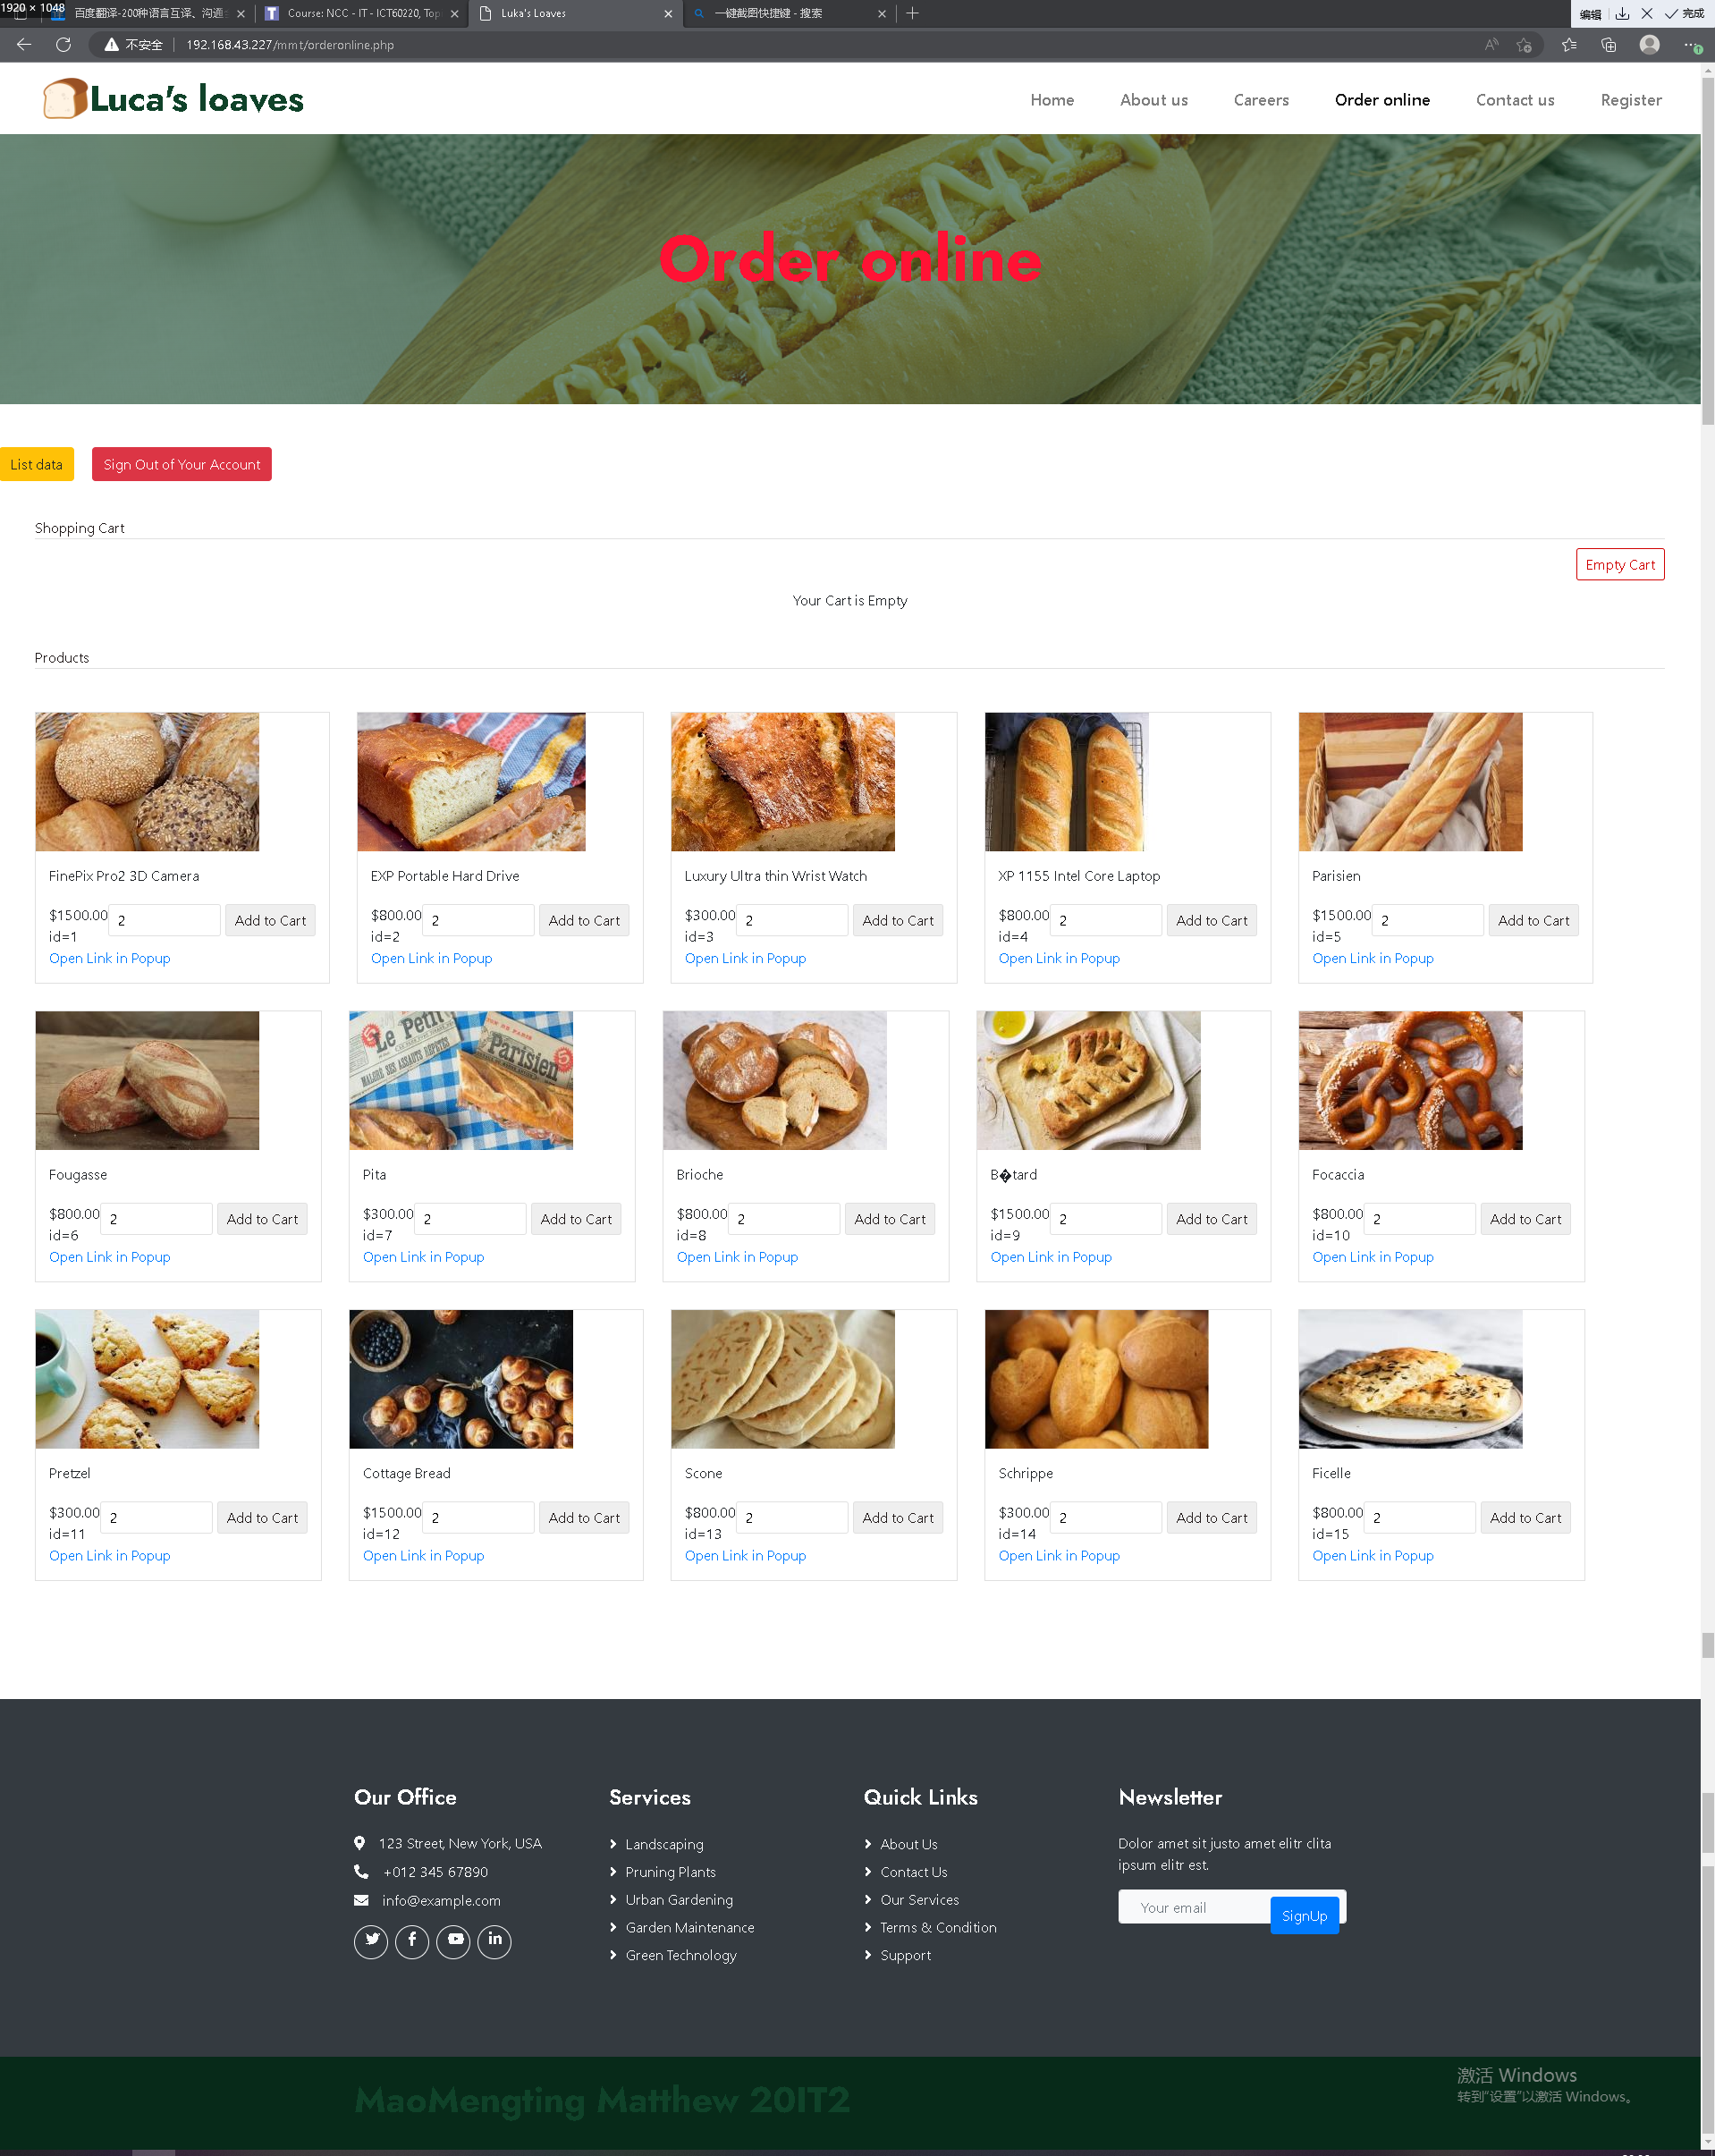 1920 × 1048
百度翻译-200种语言互译、沟通
Course: NCC - IT - ICT60220, Top
Luka's Loaves
一键截图快捷键 - 搜索
编辑
完成
不安全
192.168.43.227/mmt/orderonline.php
Luca's loaves
Home
About us
Careers
Order online
Contact us
Register
Order online
List data
Sign Out of Your Account
Shopping Cart
Empty Cart
Your Cart is Empty
Products
FinePix Pro2 3D Camera
$1500.00
2
Add to Cart
id=1
Open Link in Popup
EXP Portable Hard Drive
$800.00
2
Add to Cart
id=2
Open Link in Popup
Luxury Ultra thin Wrist Watch
$300.00
2
Add to Cart
id=3
Open Link in Popup
XP 1155 Intel Core Laptop
$800.00
2
Add to Cart
id=4
Open Link in Popup
Parisien
$1500.00
2
Add to Cart
id=5
Open Link in Popup
Le Petit
Parisien
5
Fougasse
$800.00
2
Add to Cart
id=6
Open Link in Popup
Pita
$300.00
2
Add to Cart
id=7
Open Link in Popup
Brioche
$800.00
2
Add to Cart
id=8
Open Link in Popup
B�tard
$1500.00
2
Add to Cart
id=9
Open Link in Popup
Focaccia
$800.00
2
Add to Cart
id=10
Open Link in Popup
Pretzel
$300.00
2
Add to Cart
id=11
Open Link in Popup
Cottage Bread
$1500.00
2
Add to Cart
id=12
Open Link in Popup
Scone
$800.00
2
Add to Cart
id=13
Open Link in Popup
Schrippe
$300.00
2
Add to Cart
id=14
Open Link in Popup
Ficelle
$800.00
2
Add to Cart
id=15
Open Link in Popup
Our Office
123 Street, New York, USA
+012 345 67890
info@example.com
Services
Landscaping
Pruning Plants
Urban Gardening
Garden Maintenance
Green Technology
Quick Links
About Us
Contact Us
Our Services
Terms & Condition
Support
Newsletter
Dolor amet sit justo amet elitr clita
ipsum elitr est.
Your email
SignUp
MaoMengting Matthew 20IT2
激活 Windows
转到"设置"以激活 Windows。